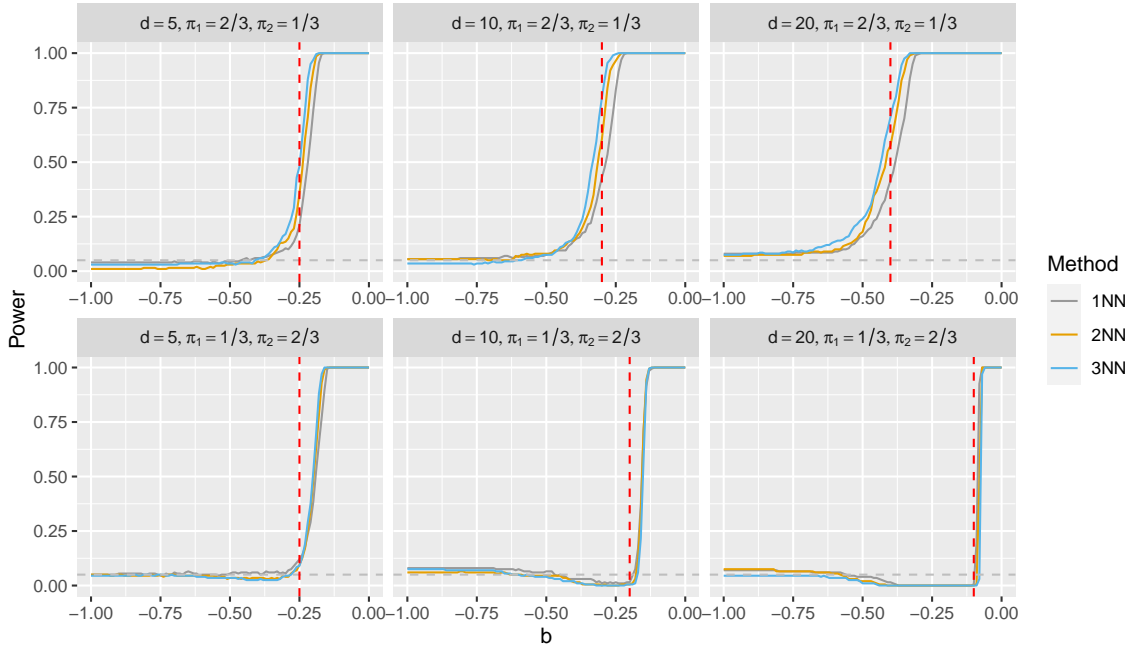 d = 5, π₁ = 2/3, π₂ = 1/3
d = 10, π₁ = 2/3, π₂ = 1/3
d = 20, π₁ = 2/3, π₂ = 1/3
1.00
0.75
0.50
0.25
0.00
−1.00 −0.75 −0.50 −0.25 0.00
−1.00 −0.75 −0.50 −0.25 0.00
−1.00 −0.75 −0.50 −0.25 0.00
d = 5, π₁ = 1/3, π₂ = 2/3
d = 10, π₁ = 1/3, π₂ = 2/3
d = 20, π₁ = 1/3, π₂ = 2/3
1.00
0.75
0.50
0.25
0.00
−1.00 −0.75 −0.50 −0.25 0.00
−1.00 −0.75 −0.50 −0.25 0.00
−1.00 −0.75 −0.50 −0.25 0.00
Power
b
Method
1NN
2NN
3NN